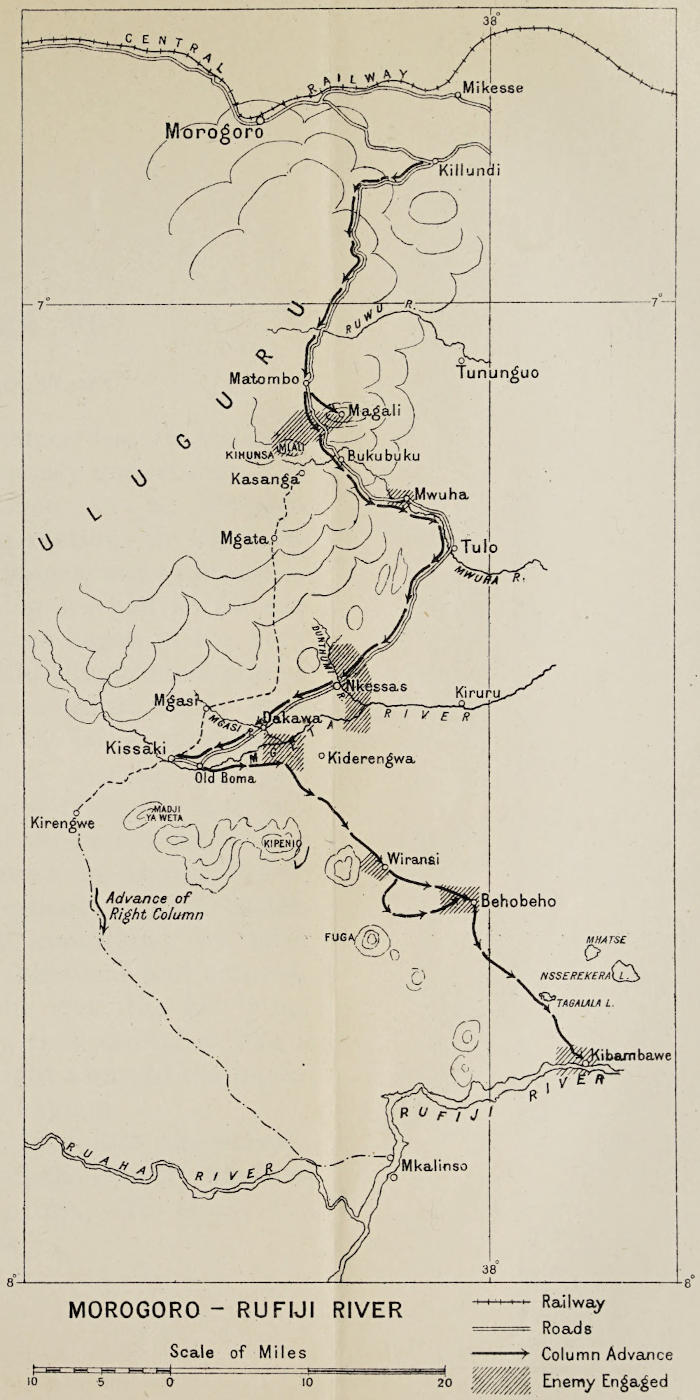 38°
CENTRAL
RAILWAY
Mikesse
Morogoro
Killundi
7°
7°
RUWU R.
ULUGURU
Tununguo
Matombo
Magali
KIHUNSA
MLALI
Bukubuku
Kasanga
Mwuha
Mgata
Tulo
MWUHA R.
DUNTHUMI R.
Nkessas
Mgasi
MGASI R.
Kiruru
Dakawa
MGETA RIVER
Kissaki
Old Boma
Kiderengwa
Kirengwe
MADJI
YA WETA
KIPENIO
Wiransi
Advance of
Right Column
Behobeho
FUGA
MHATSE
NSSEREKERA L.
TAGALALA L.
Kibambawe
RUFIJI RIVER
RUAHA RIVER
Mkalinso
8°
38°
8°
MOROGORO – RUFIJI RIVER
Scale of Miles
10 5 0 10 20
Railway
Roads
Column Advance
Enemy Engaged